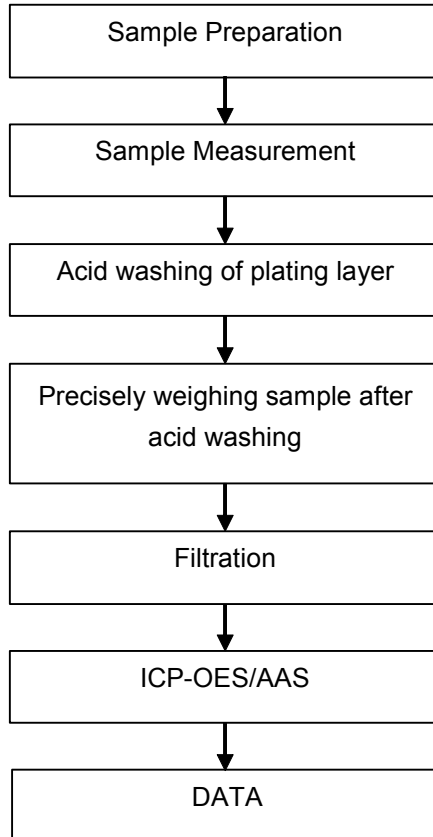 Sample Preparation
Sample Measurement
Acid washing of plating layer
Precisely weighing sample after
acid washing
Filtration
ICP-OES/AAS
DATA